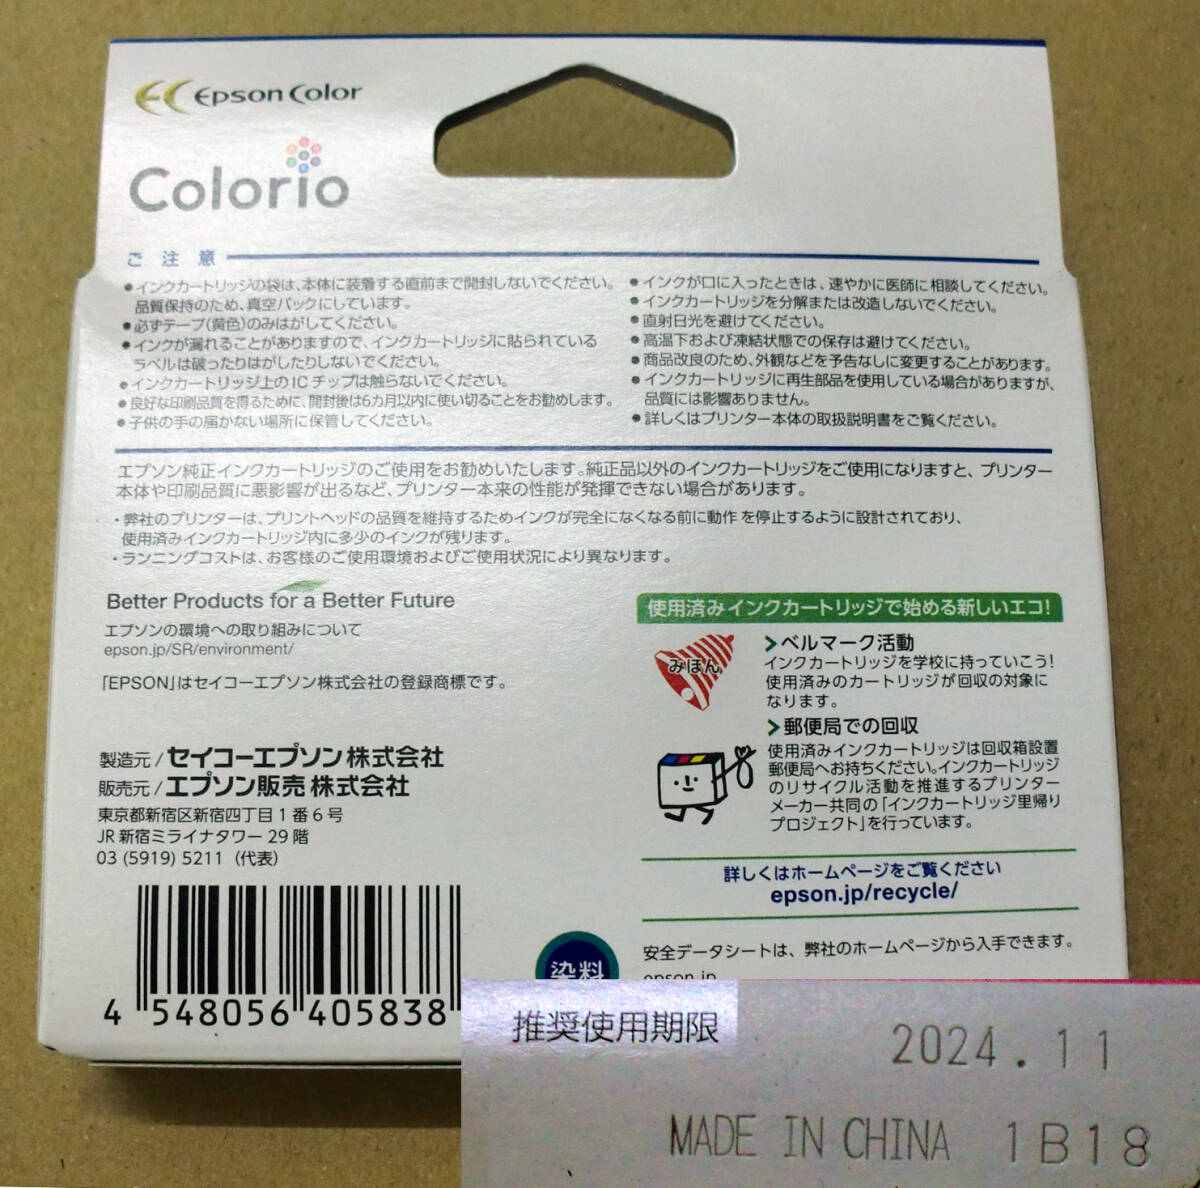 Epson Color
Colorio
ご注意
●インクカートリッジの袋は、本体に装着する直前まで開封しないでください。
品質保持のため、真空パックにしています。
●必ずテープ(黄色)のみはがしてください。
●インクが漏れることがありますので、インクカートリッジに貼られている
ラベルは破ったりはがしたりしないでください。
●インクカートリッジ上のICチップは触らないでください。
●良好な印刷品質を得るために、開封後は6カ月以内に使い切ることをお勧めします。
●子供の手の届かない場所に保管してください。
●インクが口に入ったときは、速やかに医師に相談してください。
●インクカートリッジを分解または改造しないでください。
●直射日光を避けてください。
●高温下および凍結状態での保存は避けてください。
●商品改良のため、外観などを予告なしに変更することがあります。
●インクカートリッジに再生部品を使用している場合がありますが、
品質には影響ありません。
●詳しくはプリンター本体の取扱説明書をご覧ください。
エプソン純正インクカートリッジのご使用をお勧めいたします。純正品以外のインクカートリッジをご使用になりますと、プリンター
本体や印刷品質に悪影響が出るなど、プリンター本来の性能が発揮できない場合があります。
・弊社のプリンターは、プリントヘッドの品質を維持するためインクが完全になくなる前に動作を停止するように設計されており、
使用済みインクカートリッジ内に多少のインクが残ります。
・ランニングコストは、お客様のご使用環境およびご使用状況により異なります。
Better Products for a Better Future
エプソンの環境への取り組みについて
epson.jp/SR/environment/
「EPSON」はセイコーエプソン株式会社の登録商標です。
製造元/セイコーエプソン株式会社
販売元/エプソン販売株式会社
東京都新宿区新宿四丁目1番6号
JR新宿ミライナタワー29階
03 (5919) 5211 (代表)
4 548056 405838
使用済みインクカートリッジで始める新しいエコ!
みほん
>ベルマーク活動
インクカートリッジを学校に持っていこう!
使用済みのカートリッジが回収の対象に
なります。
>郵便局での回収
使用済みインクカートリッジは回収箱設置
郵便局へお持ちください。インクカートリッジ
のリサイクル活動を推進するプリンター
メーカー共同の「インクカートリッジ里帰り
プロジェクト」を行っています。
詳しくはホームページをご覧ください
epson.jp/recycle/
安全データシートは、弊社のホームページから入手できます。
epson.jp
染料
推奨使用期限
2024.11
MADE IN CHINA 1B18